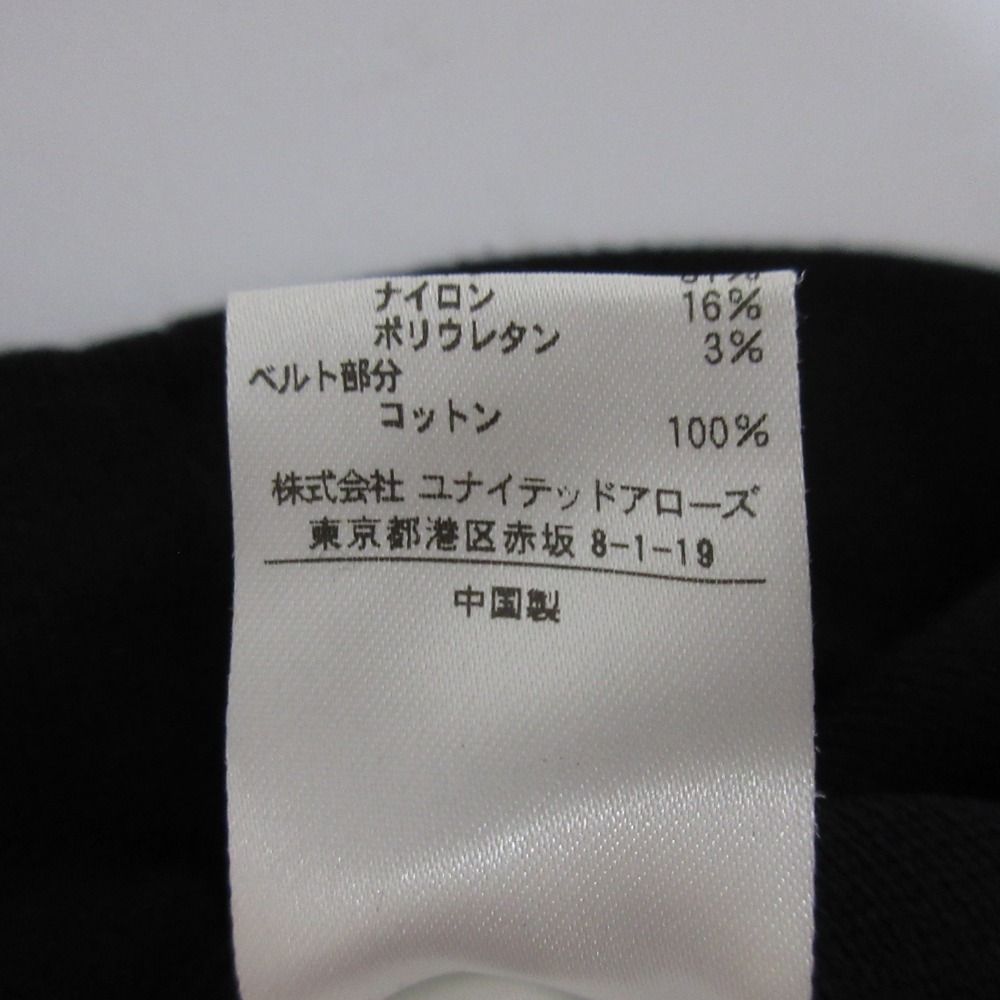 ナイロン 16%
ポリウレタン 3%
ベルト部分
コットン 100%
株式会社 ユナイテッドアローズ
東京都港区赤坂 8-1-19
中国製